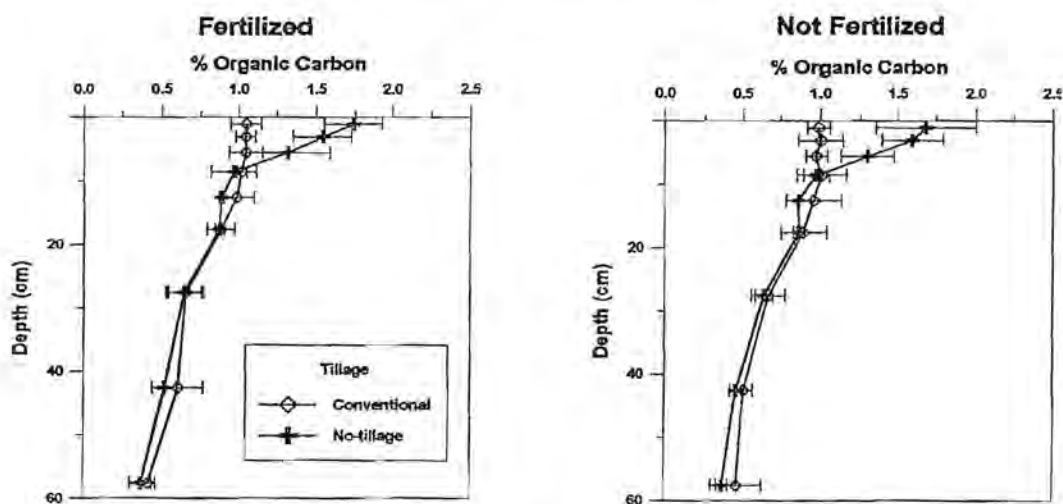 Fertilized
% Organic Carbon
0.0 0.5 1.0 1.5 2.0 2.5
Depth (cm)
20
40
60
Tillage
Conventional
No-tillage
Not Fertilized
% Organic Carbon
0.0 0.5 1.0 1.5 2.0 2.5
Depth (cm)
20
40
60